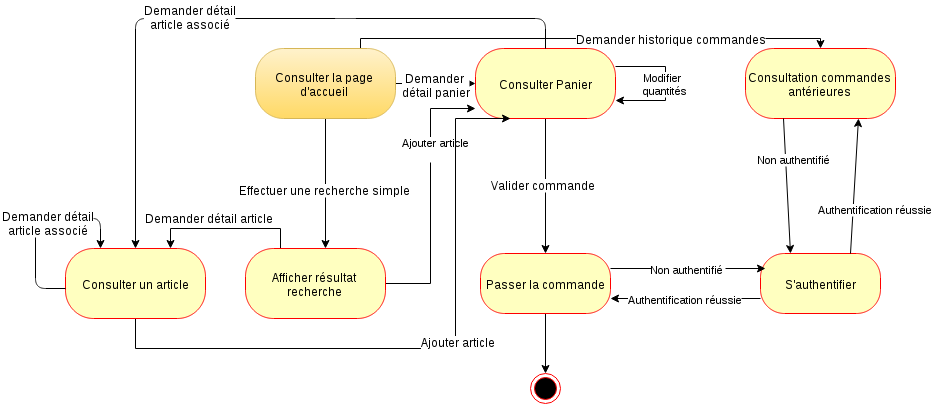 Demander détail
article associé
Demander historique commandes
Consulter la page
d'accueil
Demander
détail panier
Consulter Panier
Modifier
quantités
Consultation commandes
antérieures
Ajouter article
Non authentifié
Effectuer une recherche simple
Valider commande
Authentification réussie
Demander détail
article associé
Demander détail article
Consulter un article
Afficher résultat
recherche
Passer la commande
Non authentifié
Authentification réussie
S'authentifier
Ajouter article